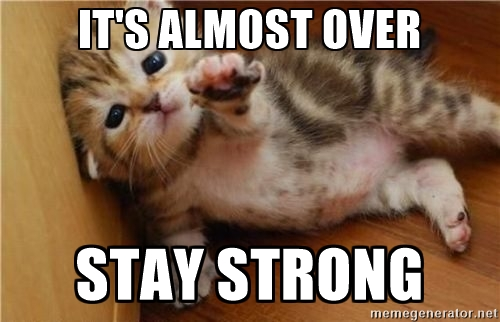 IT'S ALMOST OVER
STAY STRONG
memegenerator.net